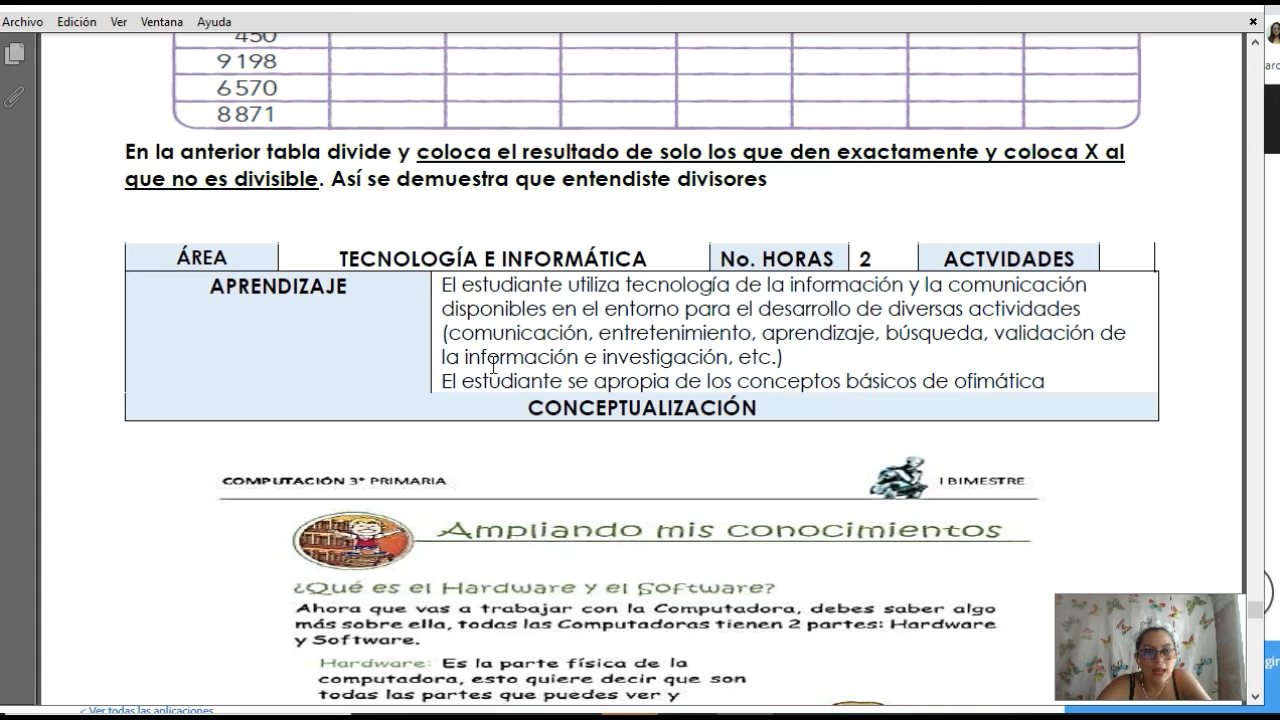 Archivo Edición Ver Ventana Ayuda
450
9 198
6 570
8 871
En la anterior tabla divide y coloca el resultado de solo los que den exactamente y coloca X al
que no es divisible. Así se demuestra que entendiste divisores
ÁREA TECNOLOGÍA E INFORMÁTICA No. HORAS 2 ACTVIDADES
APRENDIZAJE
El estudiante utiliza tecnología de la información y la comunicación
disponibles en el entorno para el desarrollo de diversas actividades
(comunicación, entretenimiento, aprendizaje, búsqueda, validación de
la información e investigación, etc.)
El estudiante se apropia de los conceptos básicos de ofimática
CONCEPTUALIZACIÓN
COMPUTACIÓN 3° PRIMARIA I BIMESTRE
Ampliando mis conocimientos
¿Qué es el Hardware y el Software?
Ahora que vas a trabajar con la Computadora, debes saber algo
más sobre ella, todas las Computadoras tienen 2 partes: Hardware
y Software.
Hardware: Es la parte física de la
computadora, esto quiere decir que son
todas las partes que puedes ver y
< Ver todas las aplicaciones